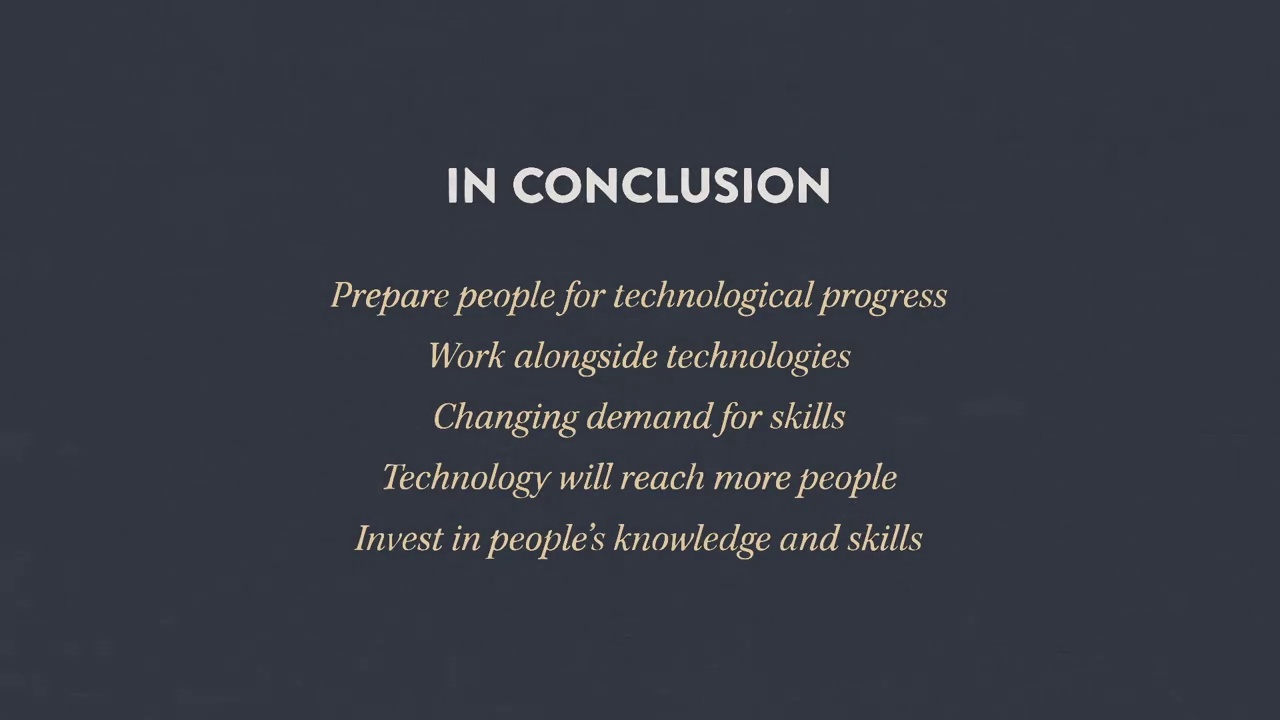 IN CONCLUSION
Prepare people for technological progress
Work alongside technologies
Changing demand for skills
Technology will reach more people
Invest in people’s knowledge and skills